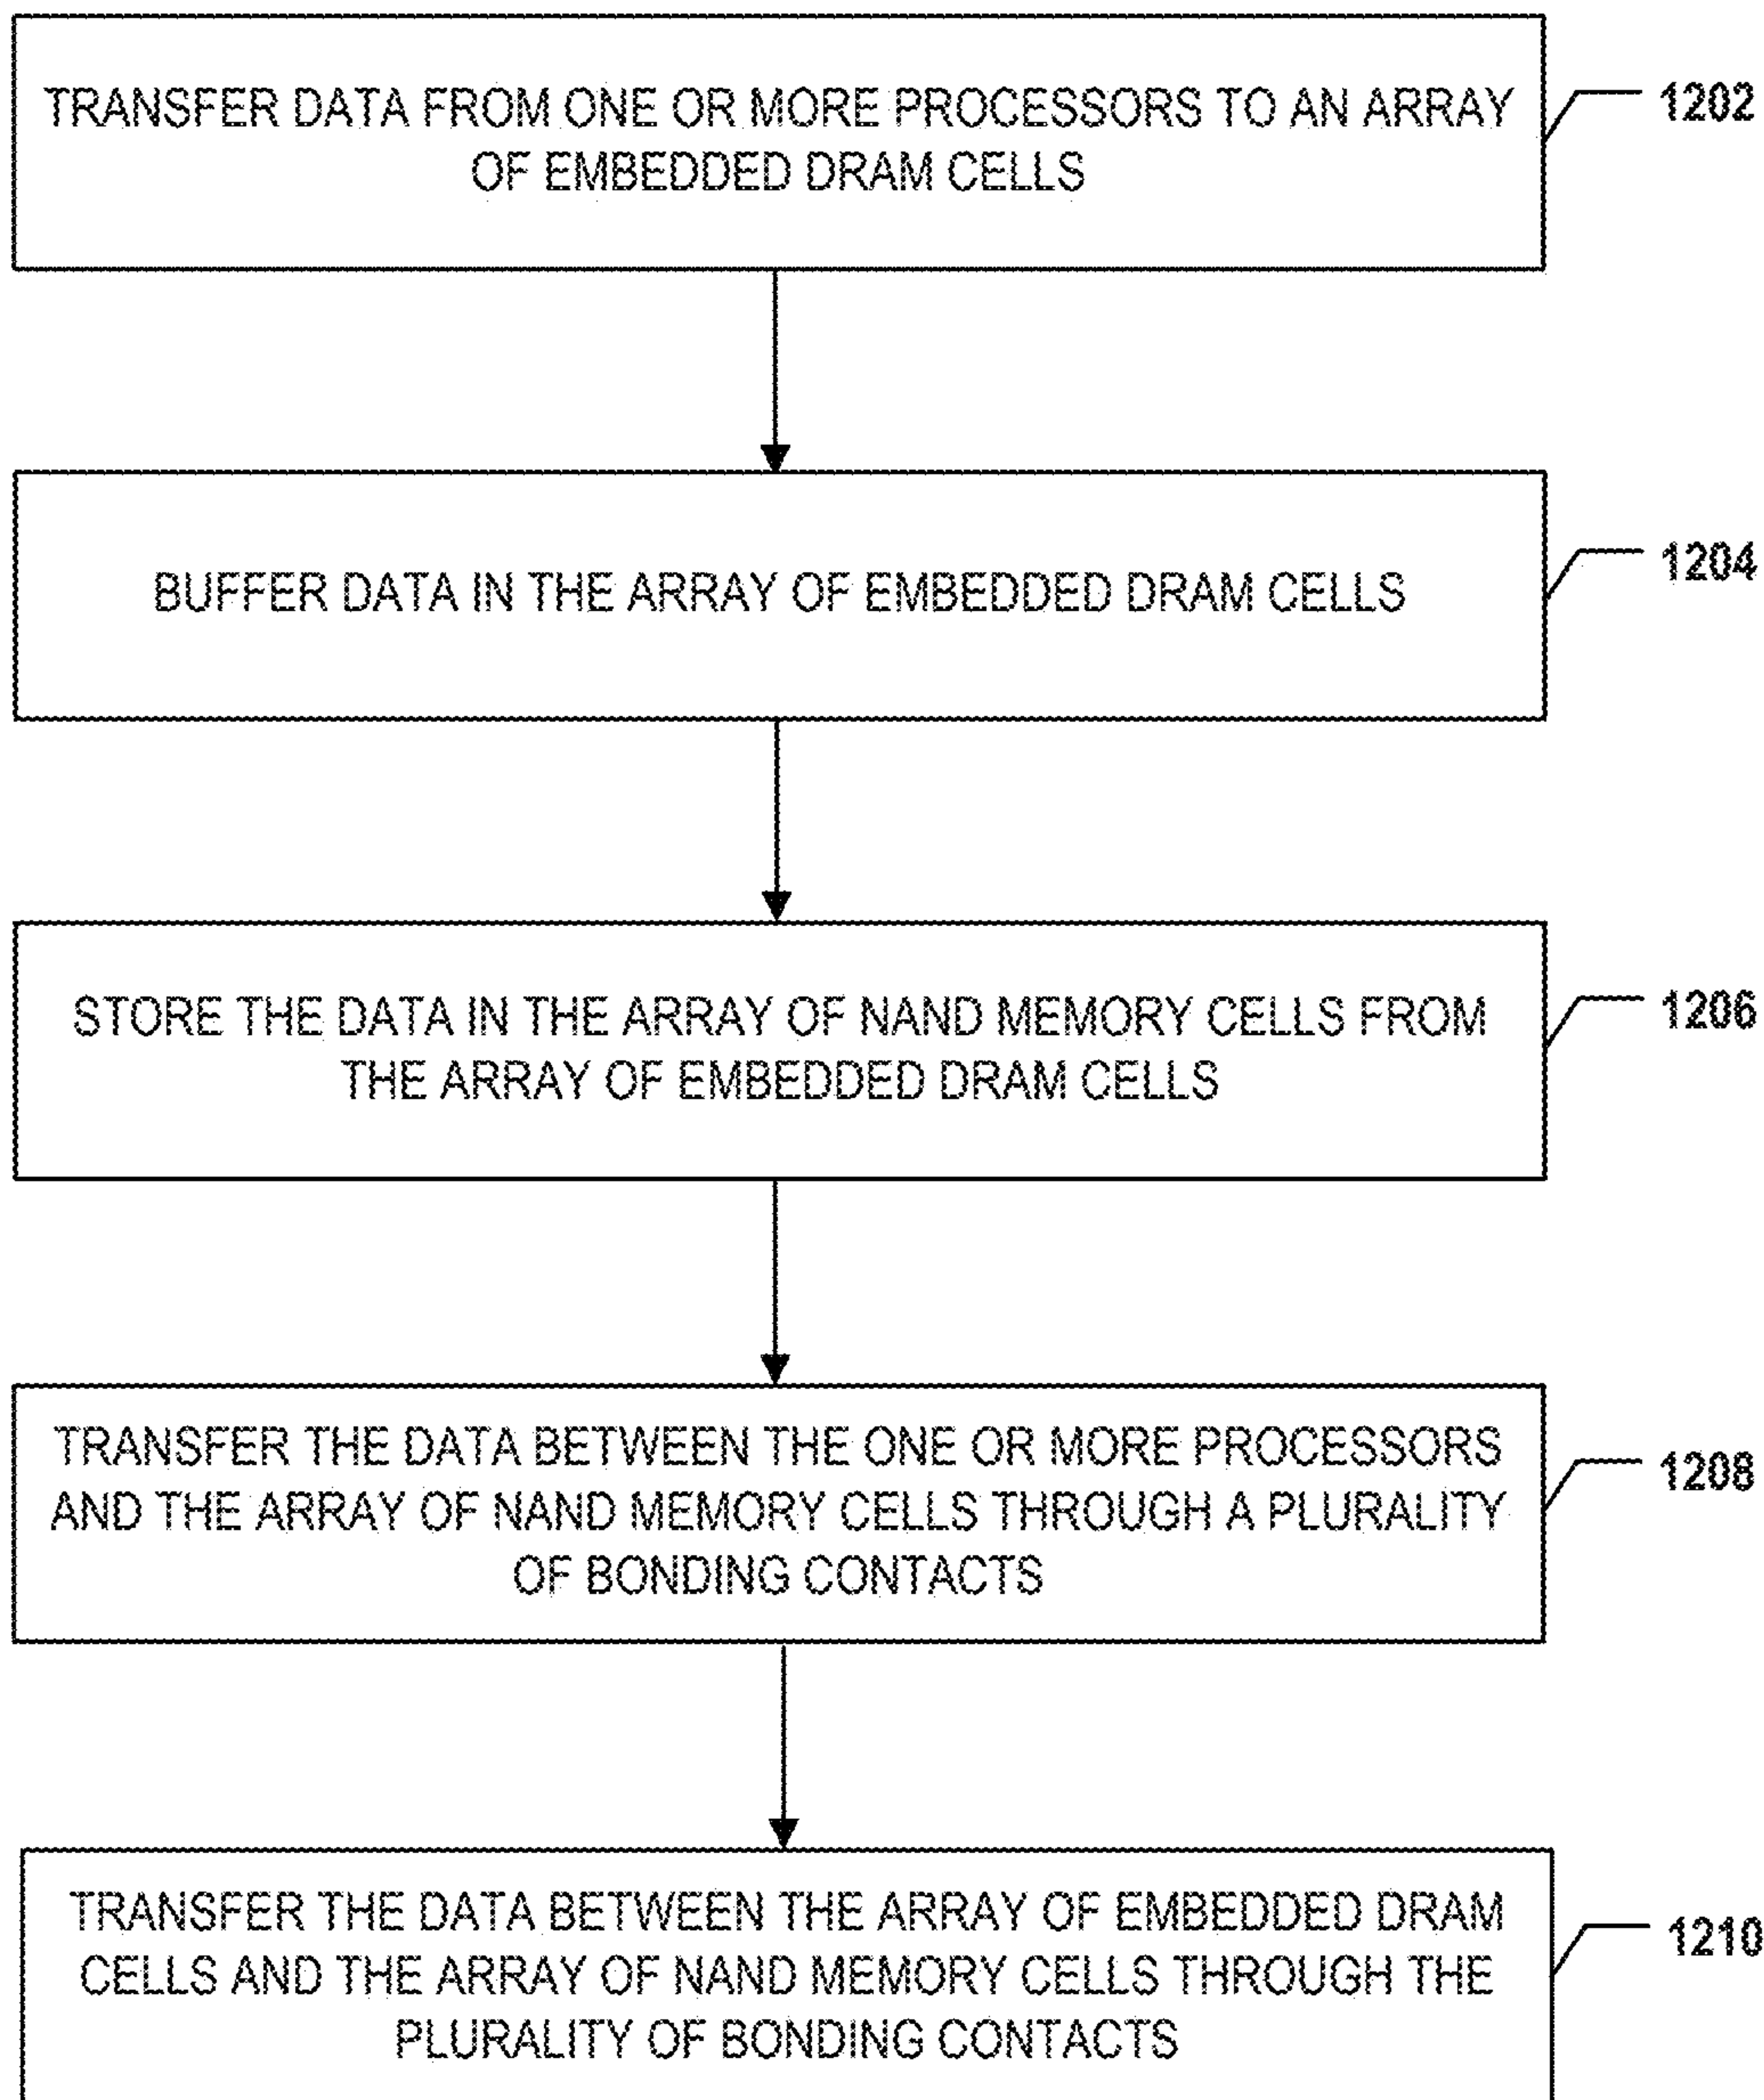 TRANSFER DATA FROM ONE OR MORE PROCESSORS TO AN ARRAY
OF EMBEDDED DRAM CELLS
1202
BUFFER DATA IN THE ARRAY OF EMBEDDED DRAM CELLS
1204
STORE THE DATA IN THE ARRAY OF NAND MEMORY CELLS FROM
THE ARRAY OF EMBEDDED DRAM CELLS
1206
TRANSFER THE DATA BETWEEN THE ONE OR MORE PROCESSORS
AND THE ARRAY OF NAND MEMORY CELLS THROUGH A PLURALITY
OF BONDING CONTACTS
1208
TRANSFER THE DATA BETWEEN THE ARRAY OF EMBEDDED DRAM
CELLS AND THE ARRAY OF NAND MEMORY CELLS THROUGH THE
PLURALITY OF BONDING CONTACTS
1210